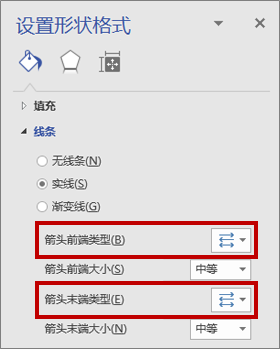 设置形状格式
填充
线条
无线条(N)
实线(S)
渐变线(G)
箭头前端类型(B)
箭头前端大小(S) 中等
箭头末端类型(E)
箭头末端大小(N) 中等